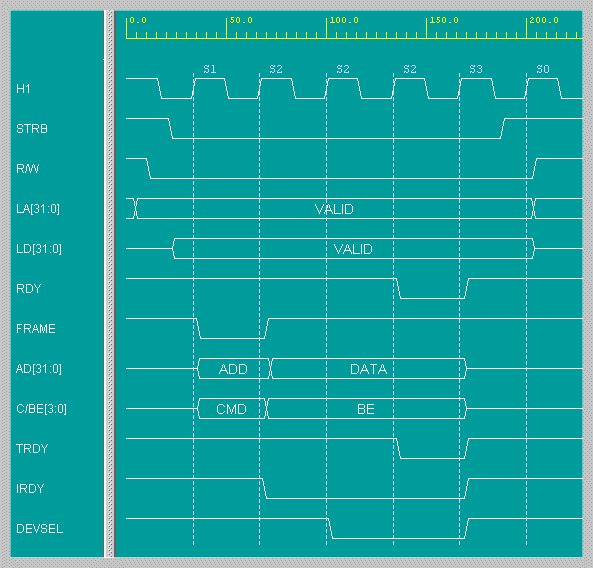 0.0 50.0 100.0 150.0 200.0
S1 S2 S2 S2 S3 S0
H1
STRB
R/W
LA[31:0] VALID
LD[31:0] VALID
RDY
FRAME
AD[31:0] ADD DATA
C/BE[3:0] CMD BE
TRDY
IRDY
DEVSEL